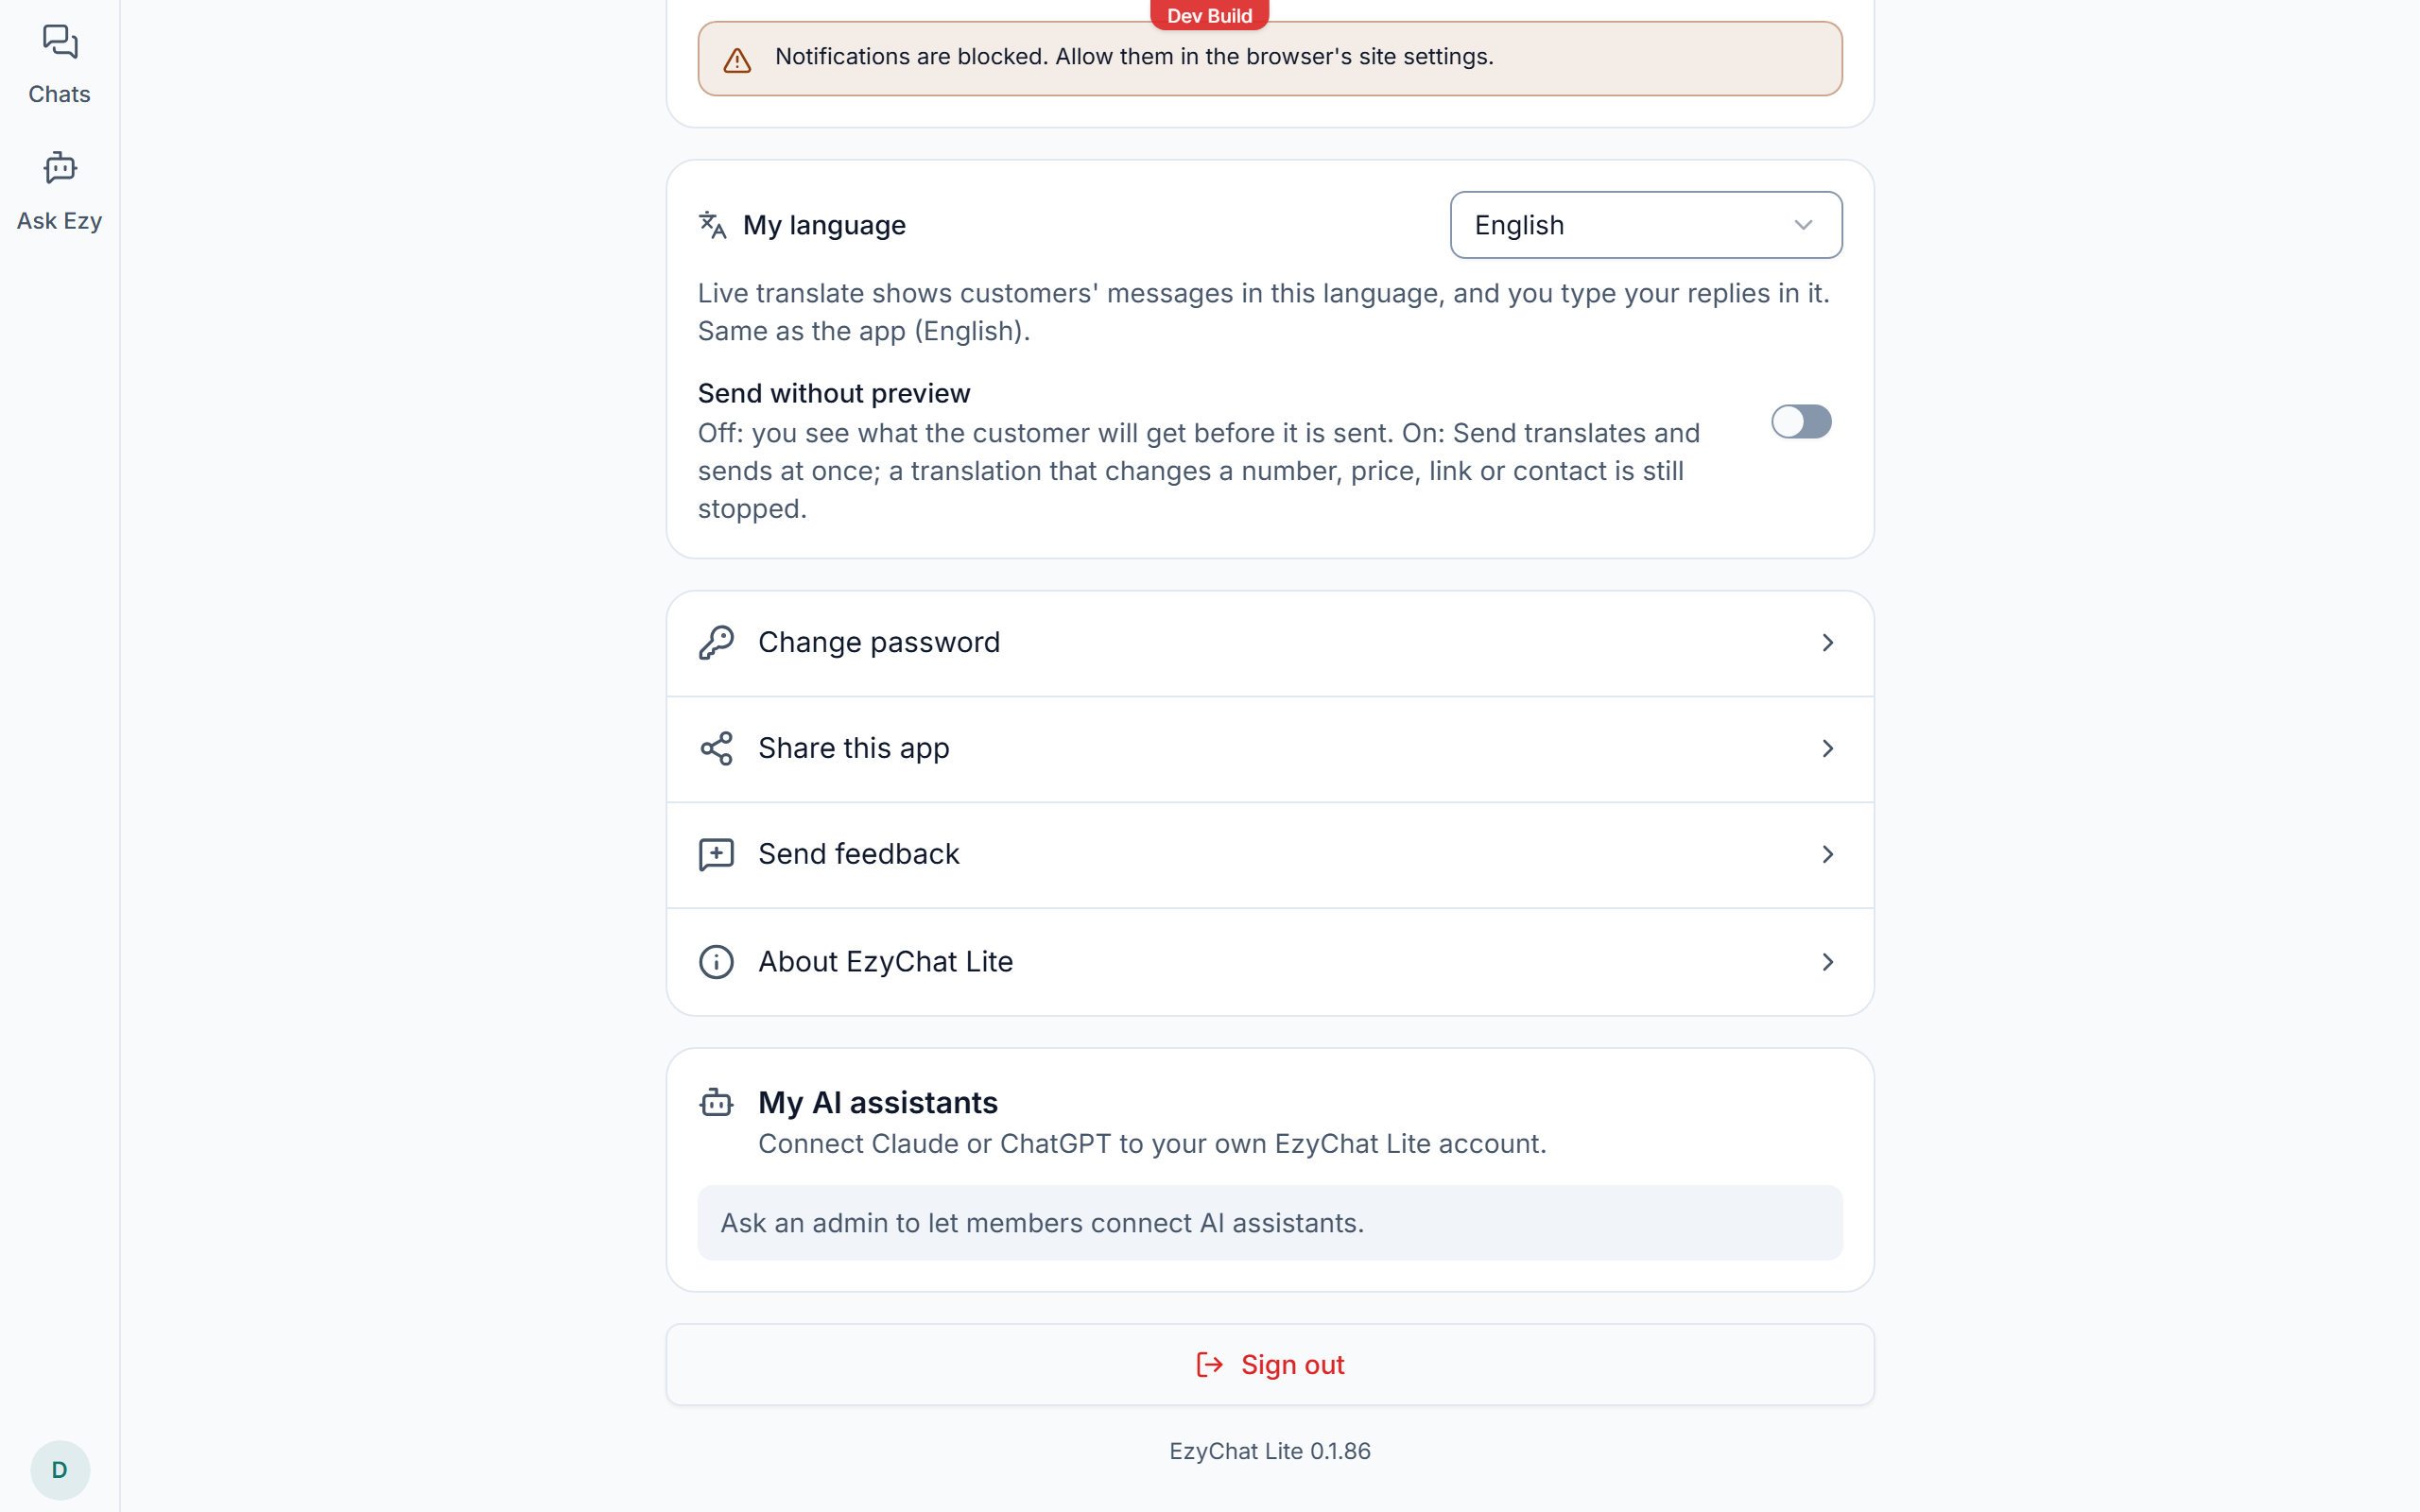 Dev Build
Chats
Ask Ezy
Notifications are blocked. Allow them in the browser's site settings.
My language
English
Live translate shows customers' messages in this language, and you type your replies in it.
Same as the app (English).
Send without preview
Off: you see what the customer will get before it is sent. On: Send translates and
sends at once; a translation that changes a number, price, link or contact is still
stopped.
Change password
Share this app
Send feedback
About EzyChat Lite
My AI assistants
Connect Claude or ChatGPT to your own EzyChat Lite account.
Ask an admin to let members connect AI assistants.
Sign out
EzyChat Lite 0.1.86
D